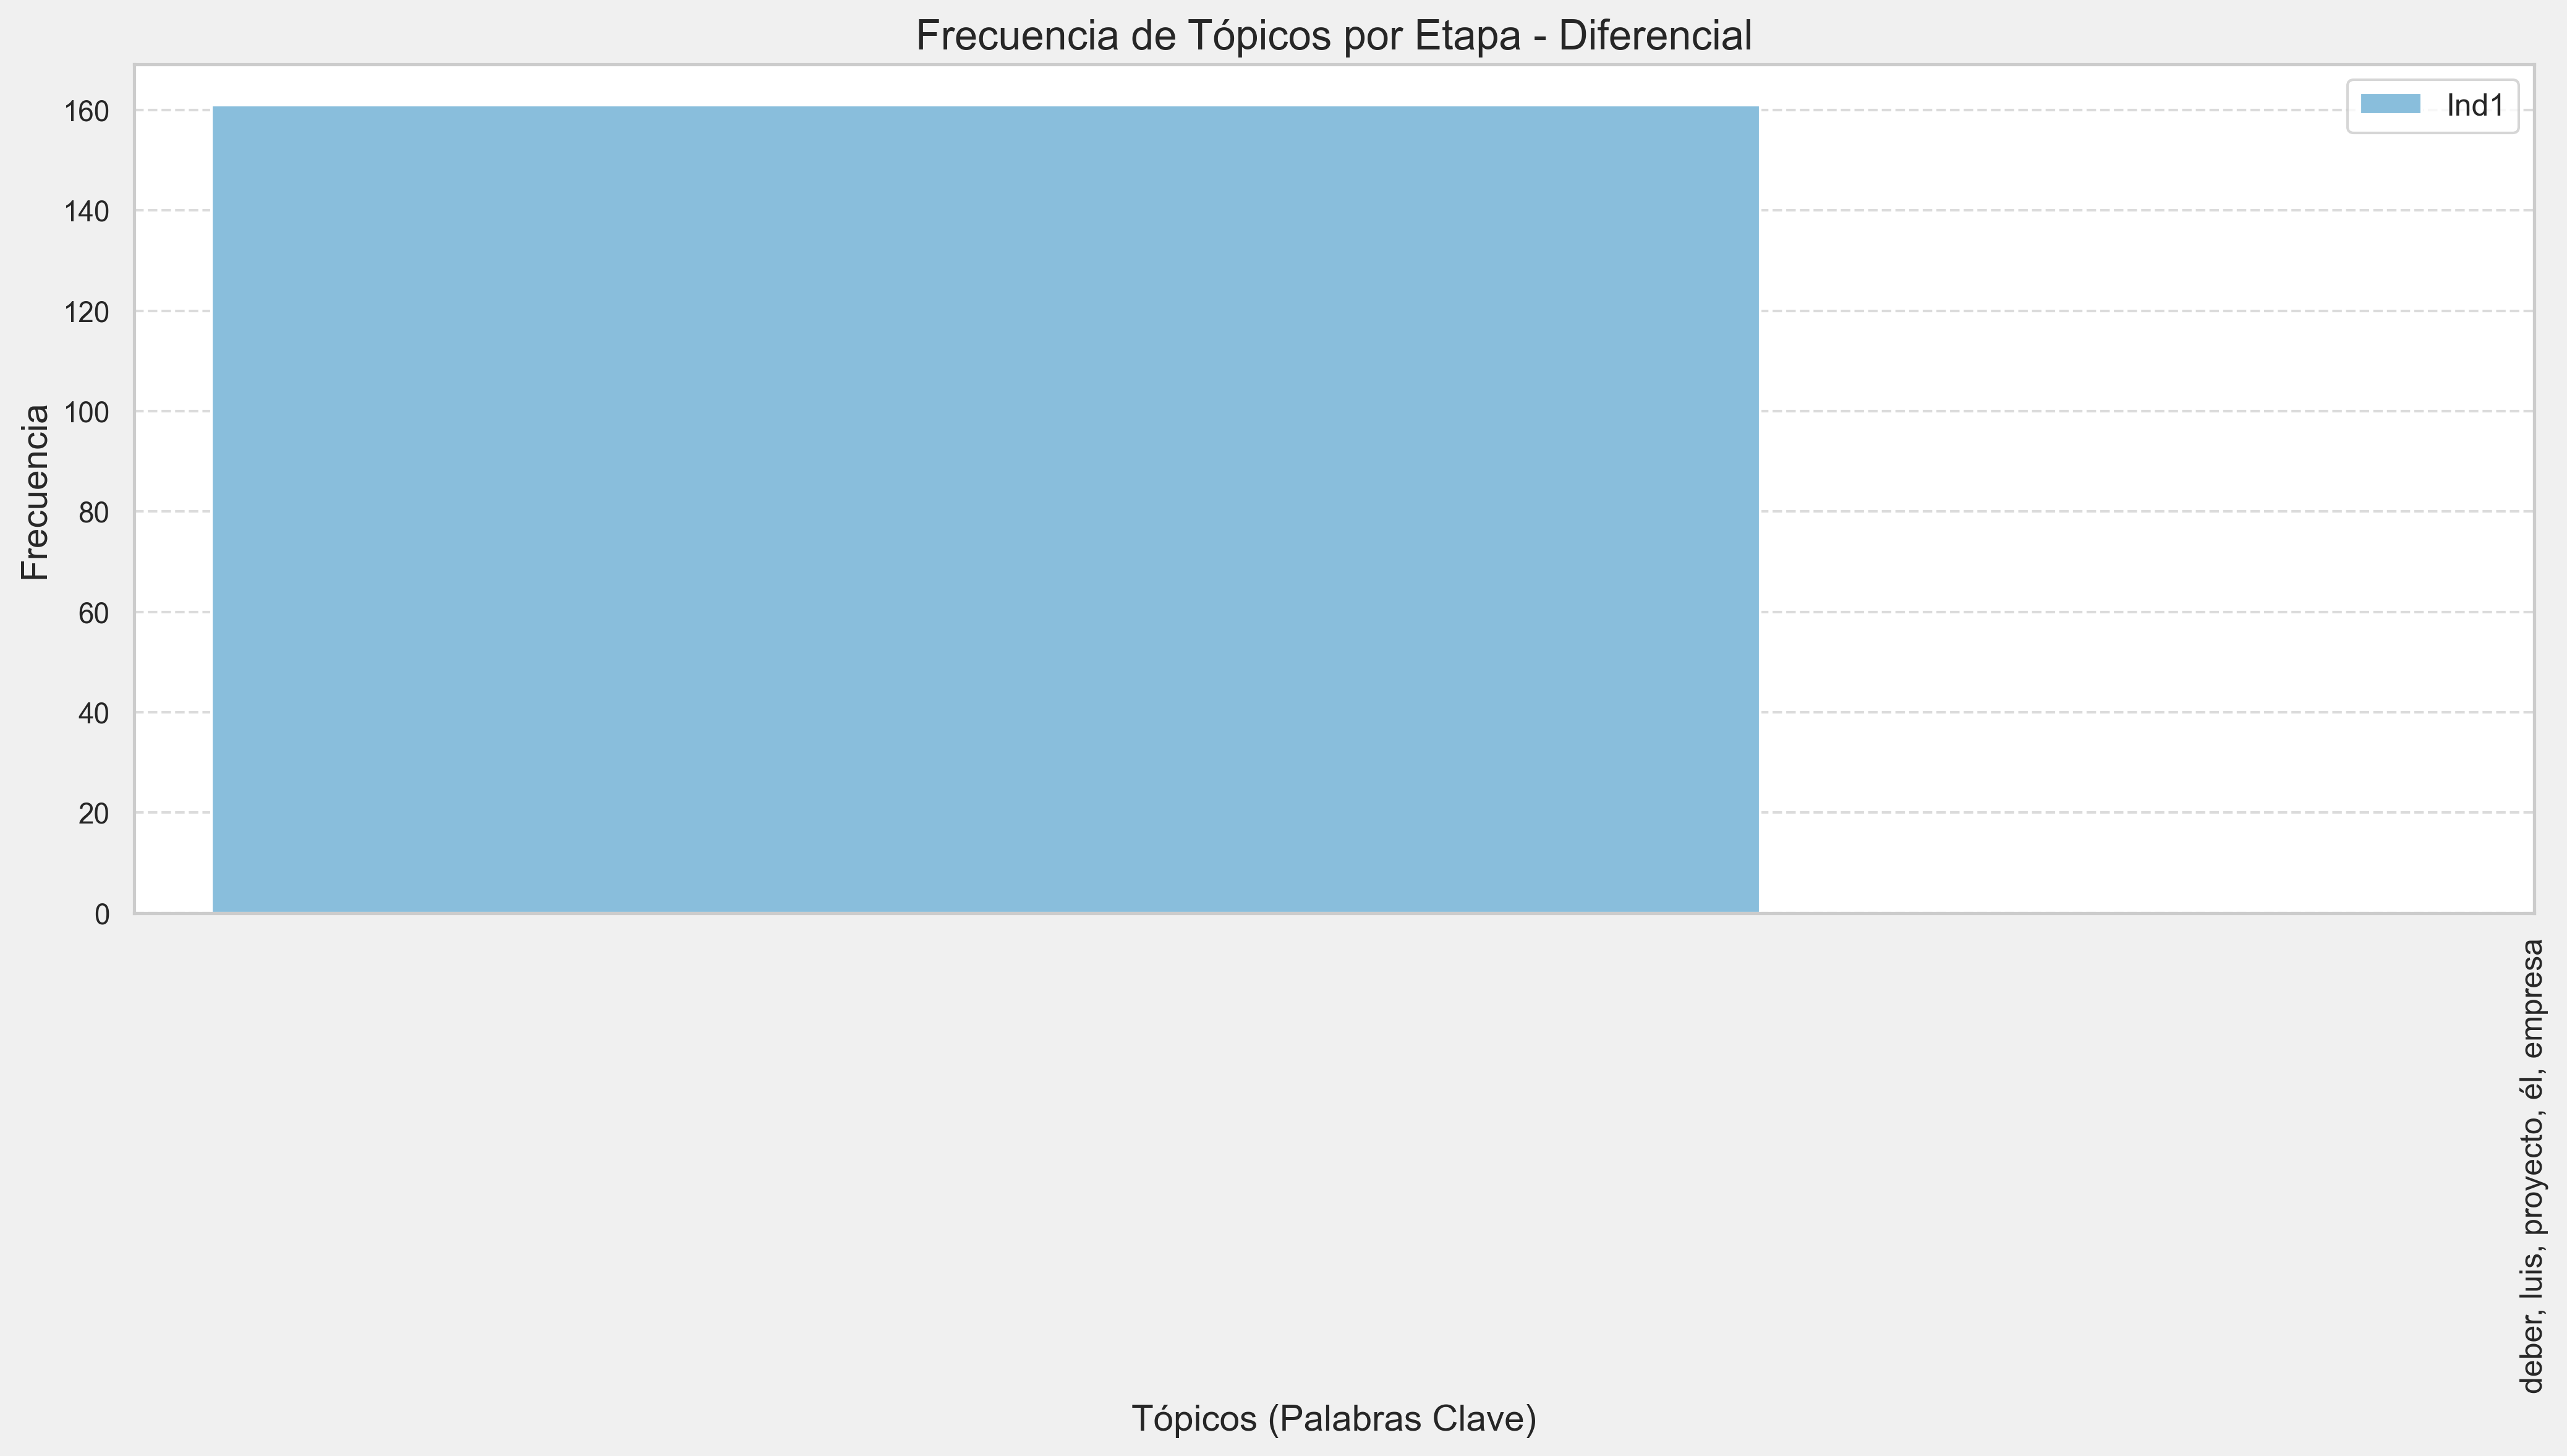 Frecuencia de Tópicos por Etapa - Diferencial
Ind1
Frecuencia
160
140
120
100
80
60
40
20
0
deber, luis, proyecto, él, empresa
Tópicos (Palabras Clave)